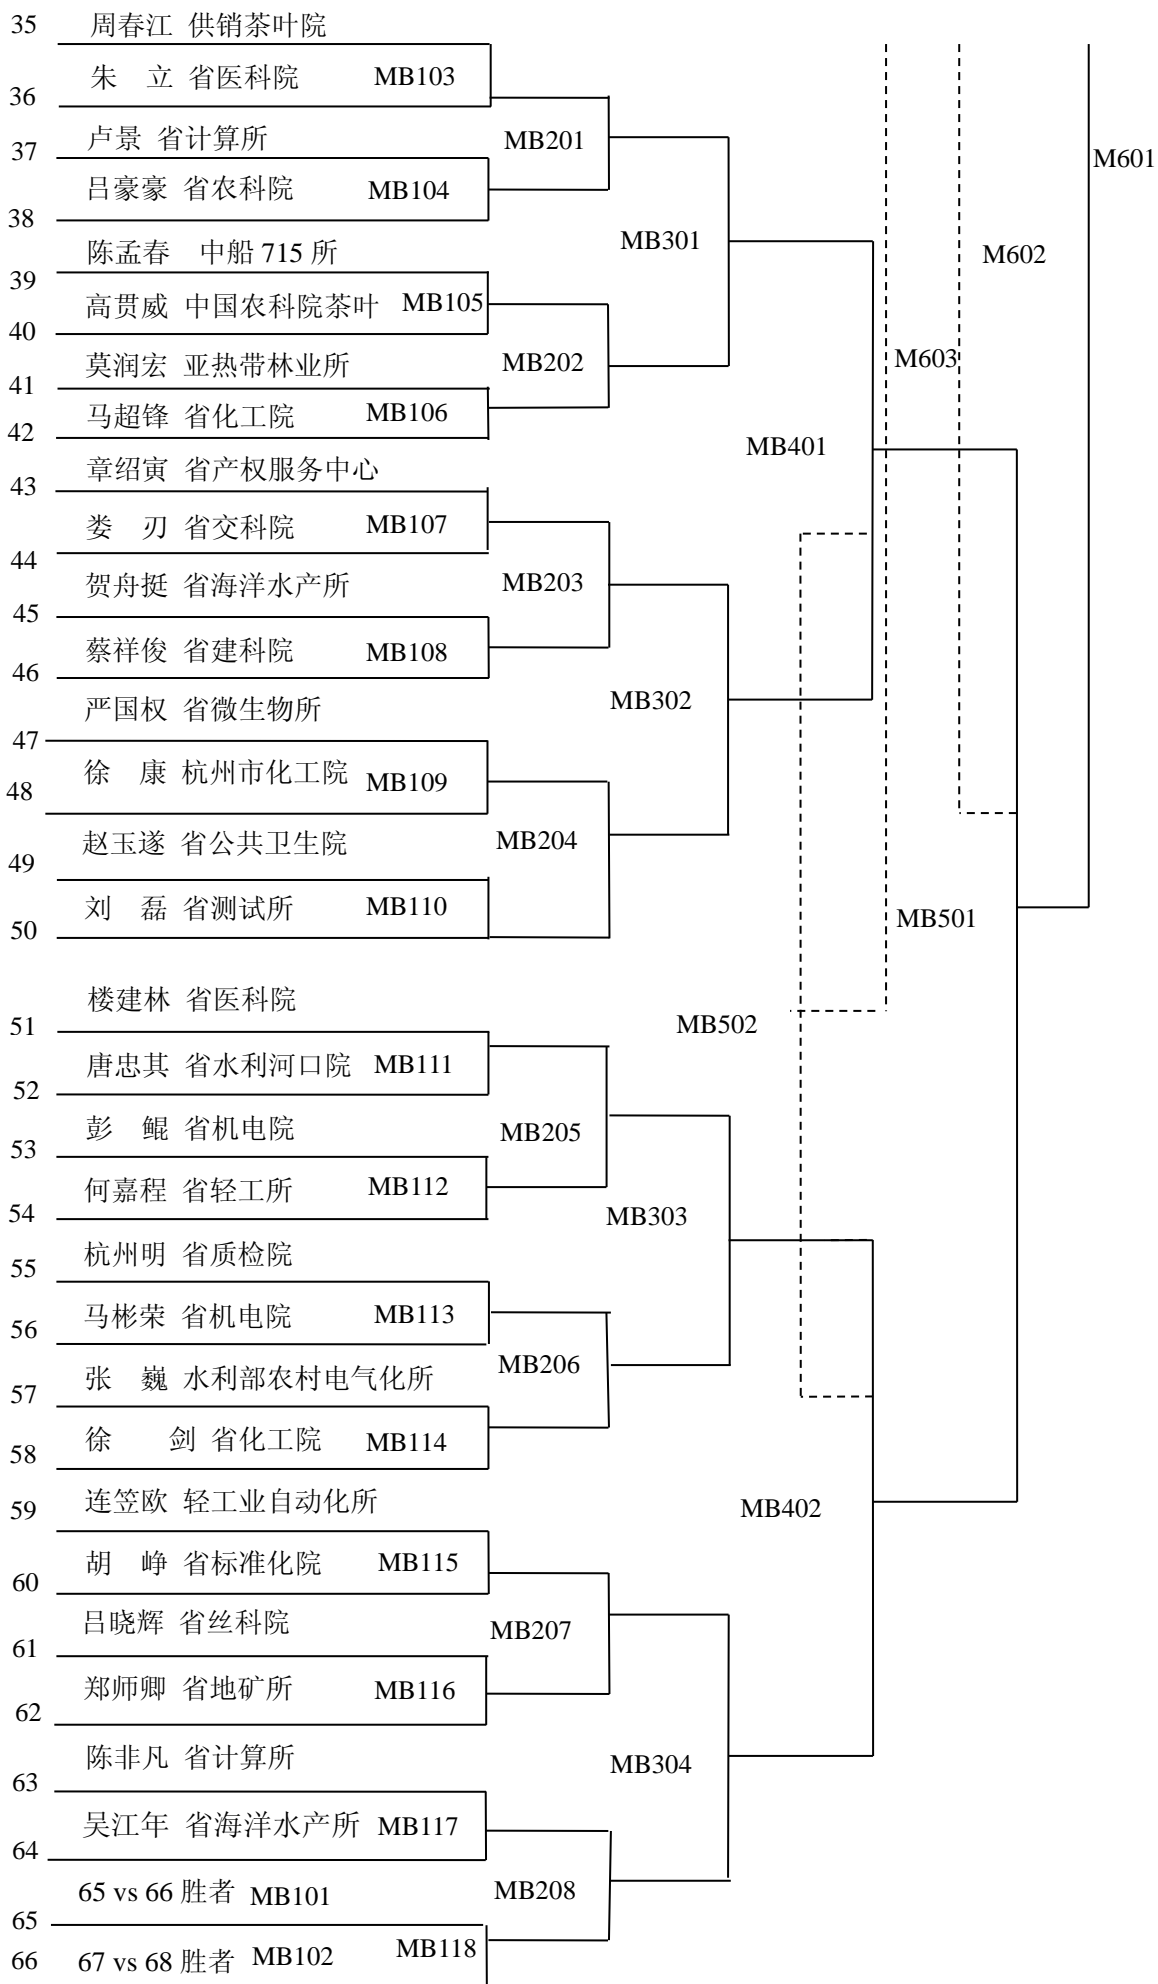 35 周春江 供销茶叶院
朱 立 省医科院 MB103
36
MB201
37 卢景 省计算所
M601
吕豪豪 省农科院 MB104
38
MB301
陈孟春 中船 715 所
M602
39
高贯威 中国农科院茶叶 MB105
40
MB202
M603
莫润宏 亚热带林业所
41
马超锋 省化工院 MB106
42
MB401
章绍寅 省产权服务中心
43
娄 刃 省交科院 MB107
44
MB203
贺舟挺 省海洋水产所
45
蔡祥俊 省建科院 MB108
46
MB302
严国权 省微生物所
47
徐 康 杭州市化工院 MB109
48
MB204
赵玉遂 省公共卫生院
49
刘 磊 省测试所 MB110
MB501
50
楼建林 省医科院
MB502
51
唐忠其 省水利河口院 MB111
52
彭 鲲 省机电院
MB205
53
何嘉程 省轻工所 MB112
54
MB303
杭州明 省质检院
55
马彬荣 省机电院 MB113
56
MB206
张 巍 水利部农村电气化所
57
徐 剑 省化工院 MB114
58
连笠欧 轻工业自动化所
MB402
59
胡 峥 省标准化院 MB115
60
吕晓辉 省丝科院
MB207
61
郑师卿 省地矿所 MB116
62
陈非凡 省计算所
MB304
63
吴江年 省海洋水产所 MB117
64
65 vs 66 胜者 MB101
MB208
65
66 67 vs 68 胜者 MB102 MB118